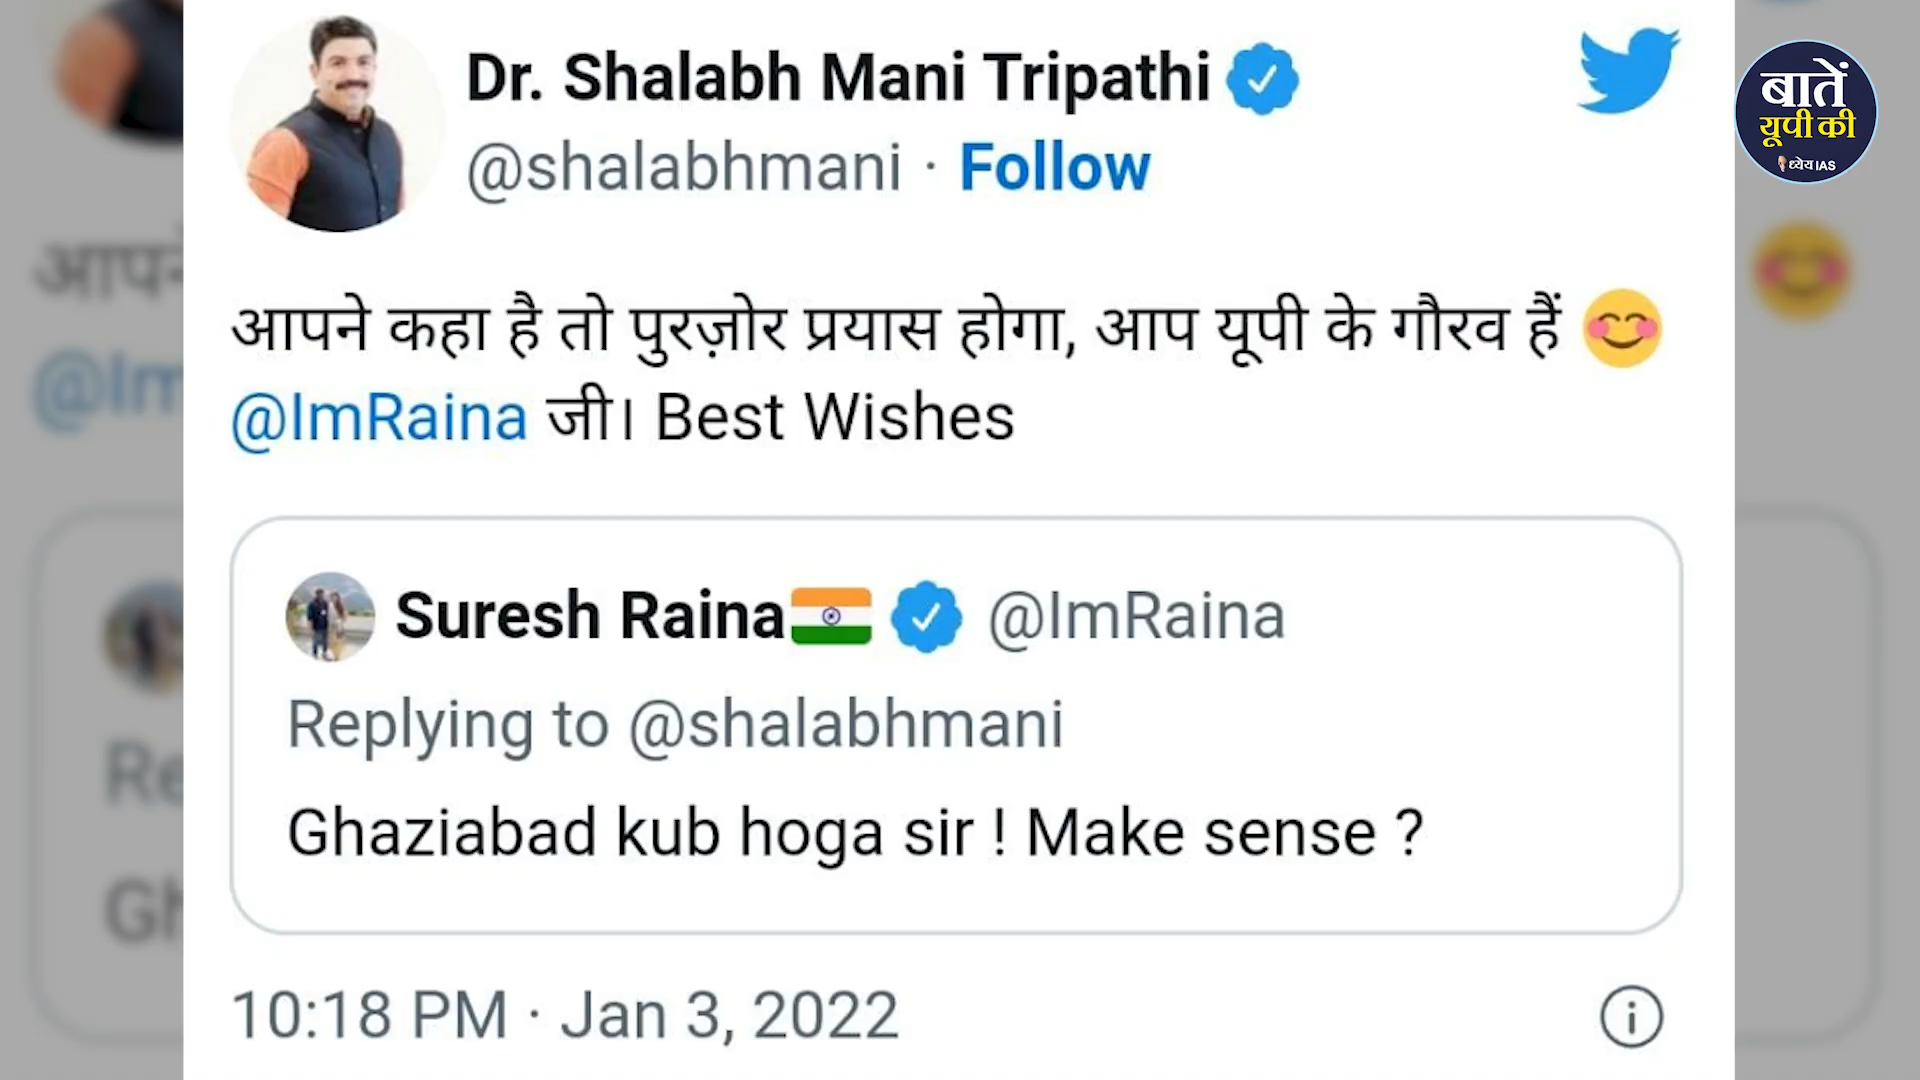 Dr. Shalabh Mani Tripathi
@shalabhmani · Follow
बातें
यूपी की
ध्येय IAS
आपने कहा है तो पुरज़ोर प्रयास होगा, आप यूपी के गौरव हैं 😊
@ImRaina जी। Best Wishes
Suresh Raina🇮🇳 @ImRaina
Replying to @shalabhmani
Ghaziabad kub hoga sir ! Make sense ?
10:18 PM · Jan 3, 2022